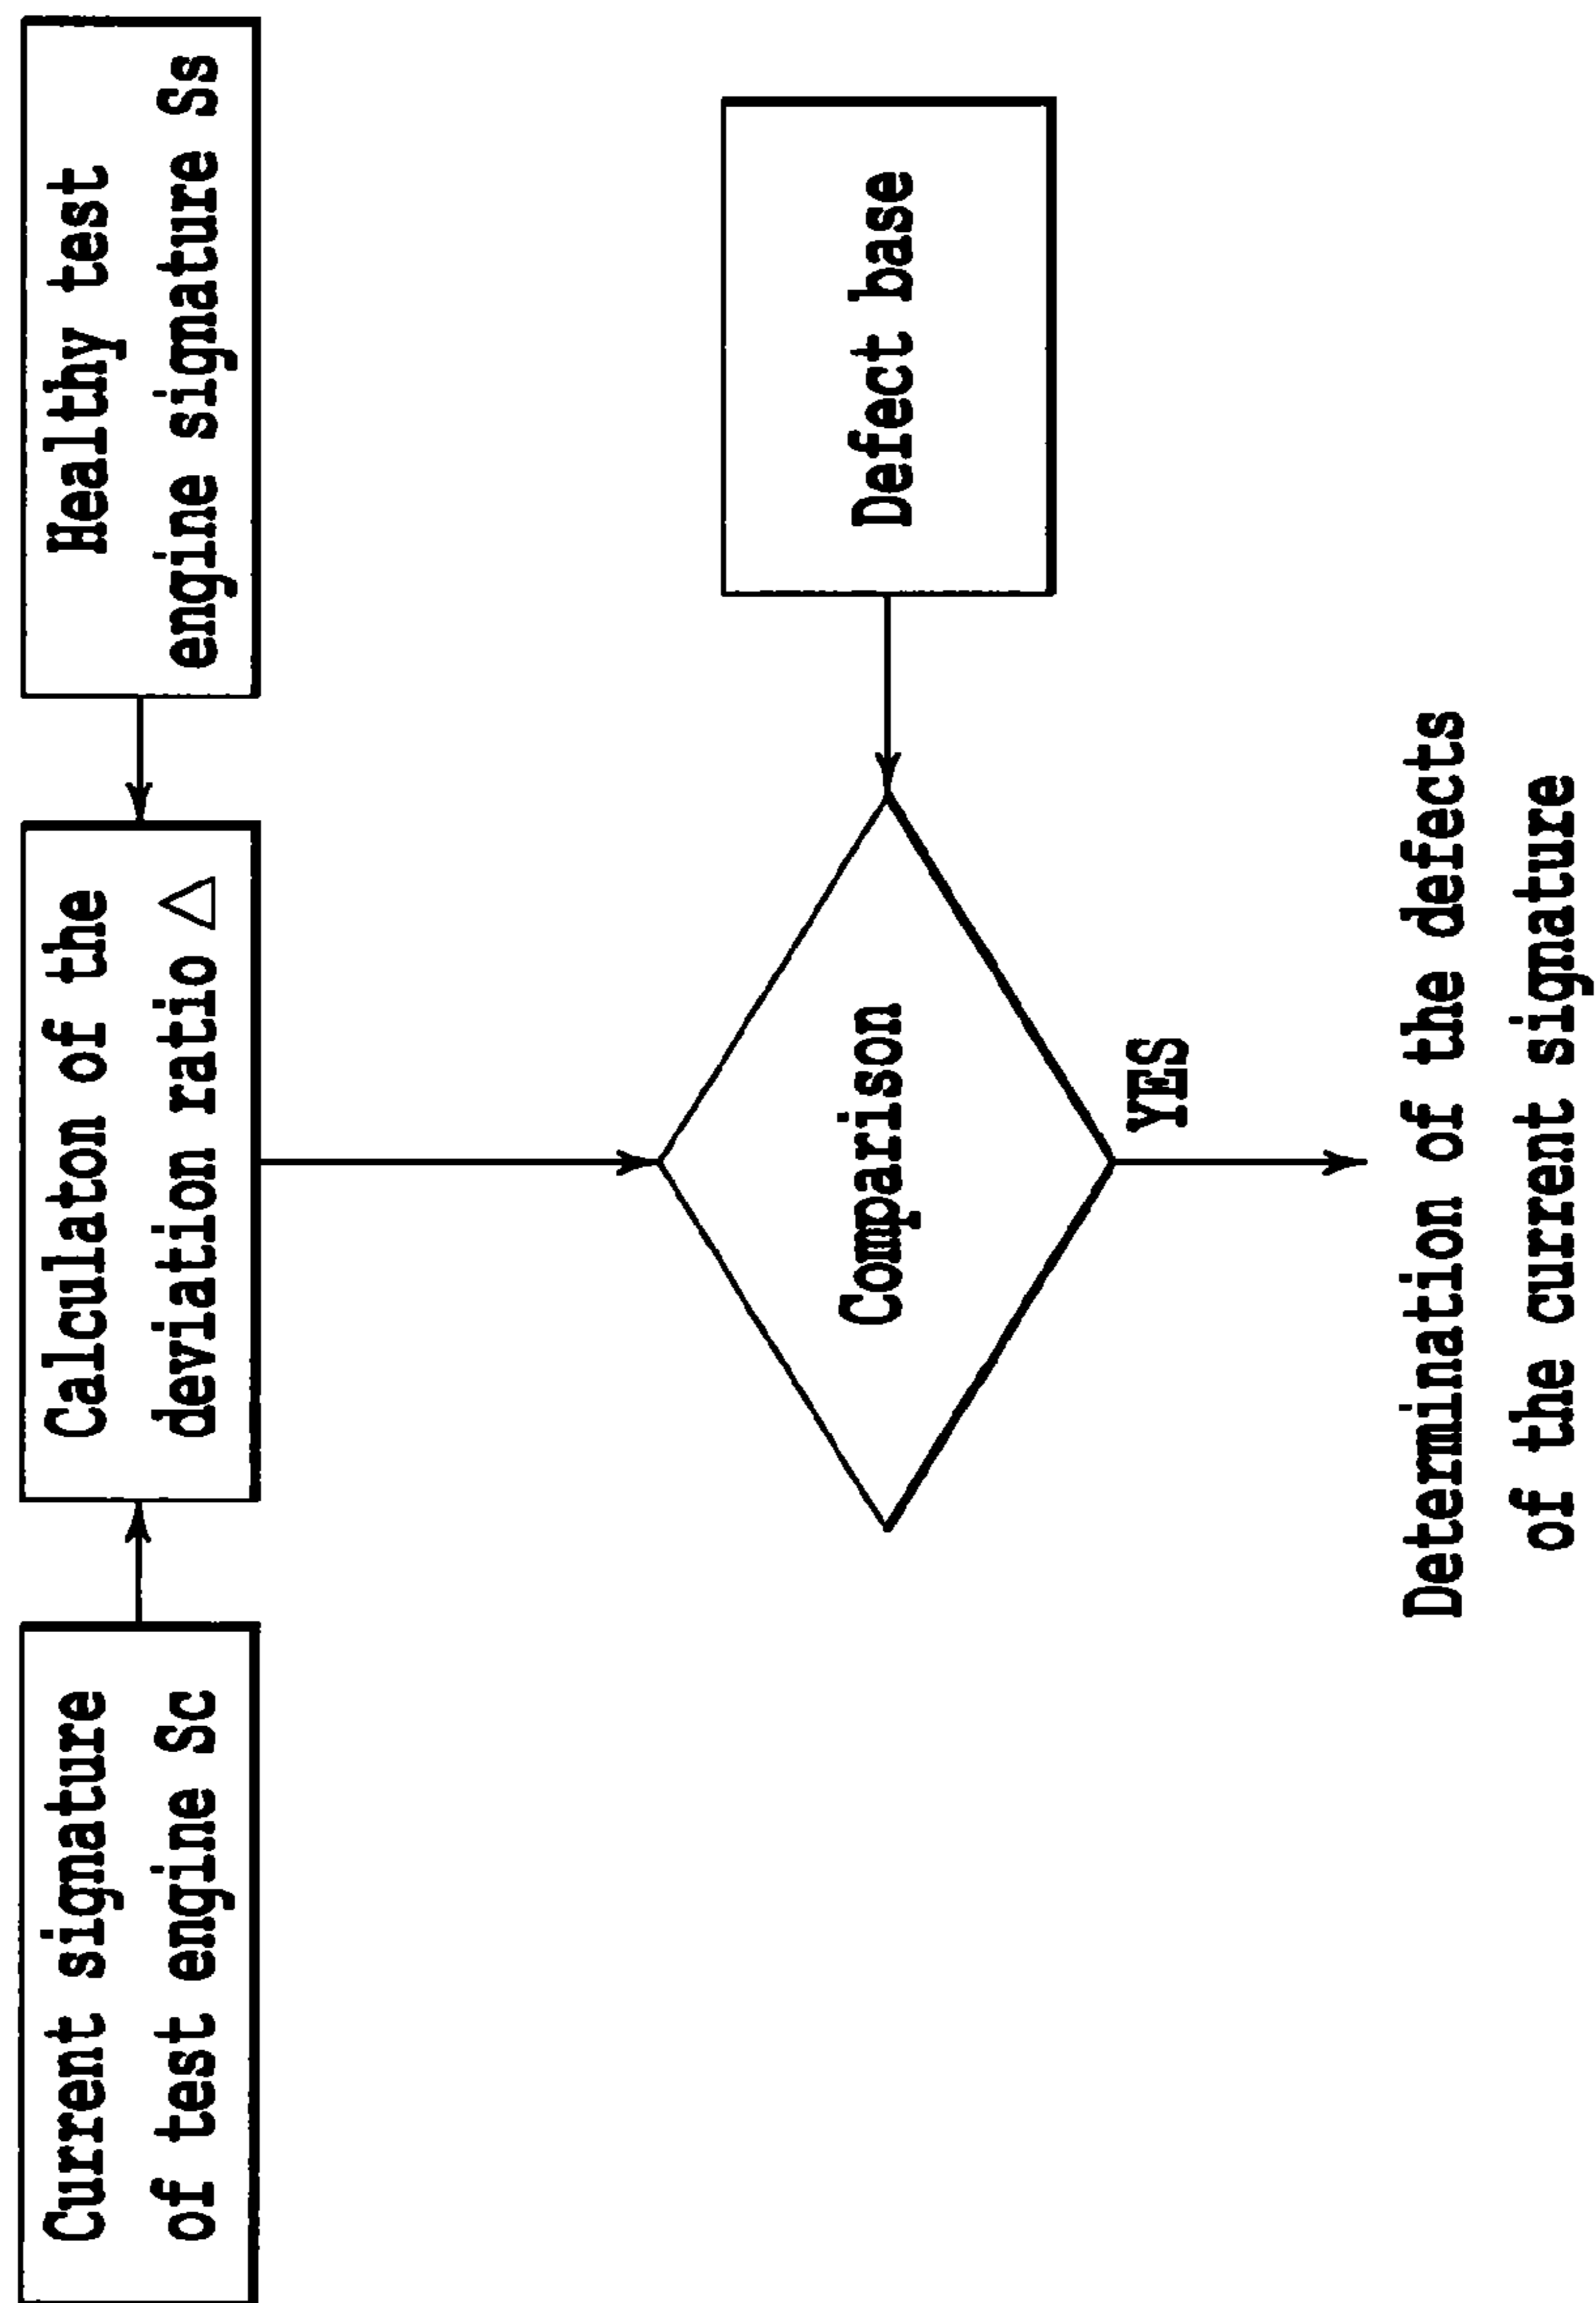 Current signature
of test engine Sc
Calculaton of the
deviation ratio △
Healthy test
engine signature Ss
Comparison
Defect base
YES
Determination of the defects
of the current signature